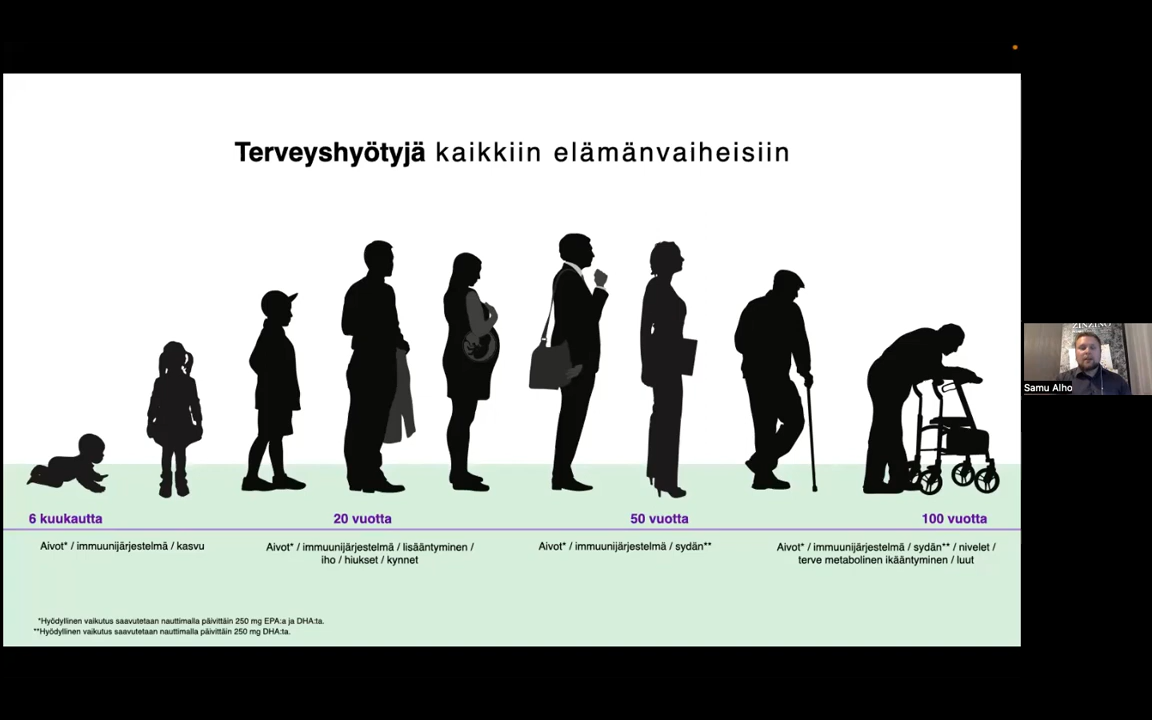 Terveyshyötyjä kaikkiin elämänvaiheisiin
ZINZINO
Samu Alho
6 kuukautta
20 vuotta
50 vuotta
100 vuotta
Aivot* / immuunijärjestelmä / kasvu
Aivot* / immuunijärjestelmä / lisääntyminen /
iho / hiukset / kynnet
Aivot* / immuunijärjestelmä / sydän**
Aivot* / immuunijärjestelmä / sydän** / nivelet /
terve metabolinen ikääntyminen / luut
*Hyödyllinen vaikutus saavutetaan nauttimalla päivittäin 250 mg EPA:a ja DHA:ta.
**Hyödyllinen vaikutus saavutetaan nauttimalla päivittäin 250 mg DHA:ta.